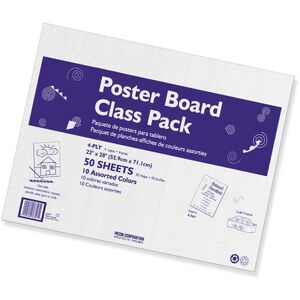 Poster Board
Class Pack
Paquete de posters para tablero
Paquet de planches-affiches de couleurs assorties
4-PLY
22" x 28" (55.9cm x 71.1cm)
50 SHEETS
10 Assorted Colors
10 colores variados
10 Couleurs assorties
PACON CORPORATION